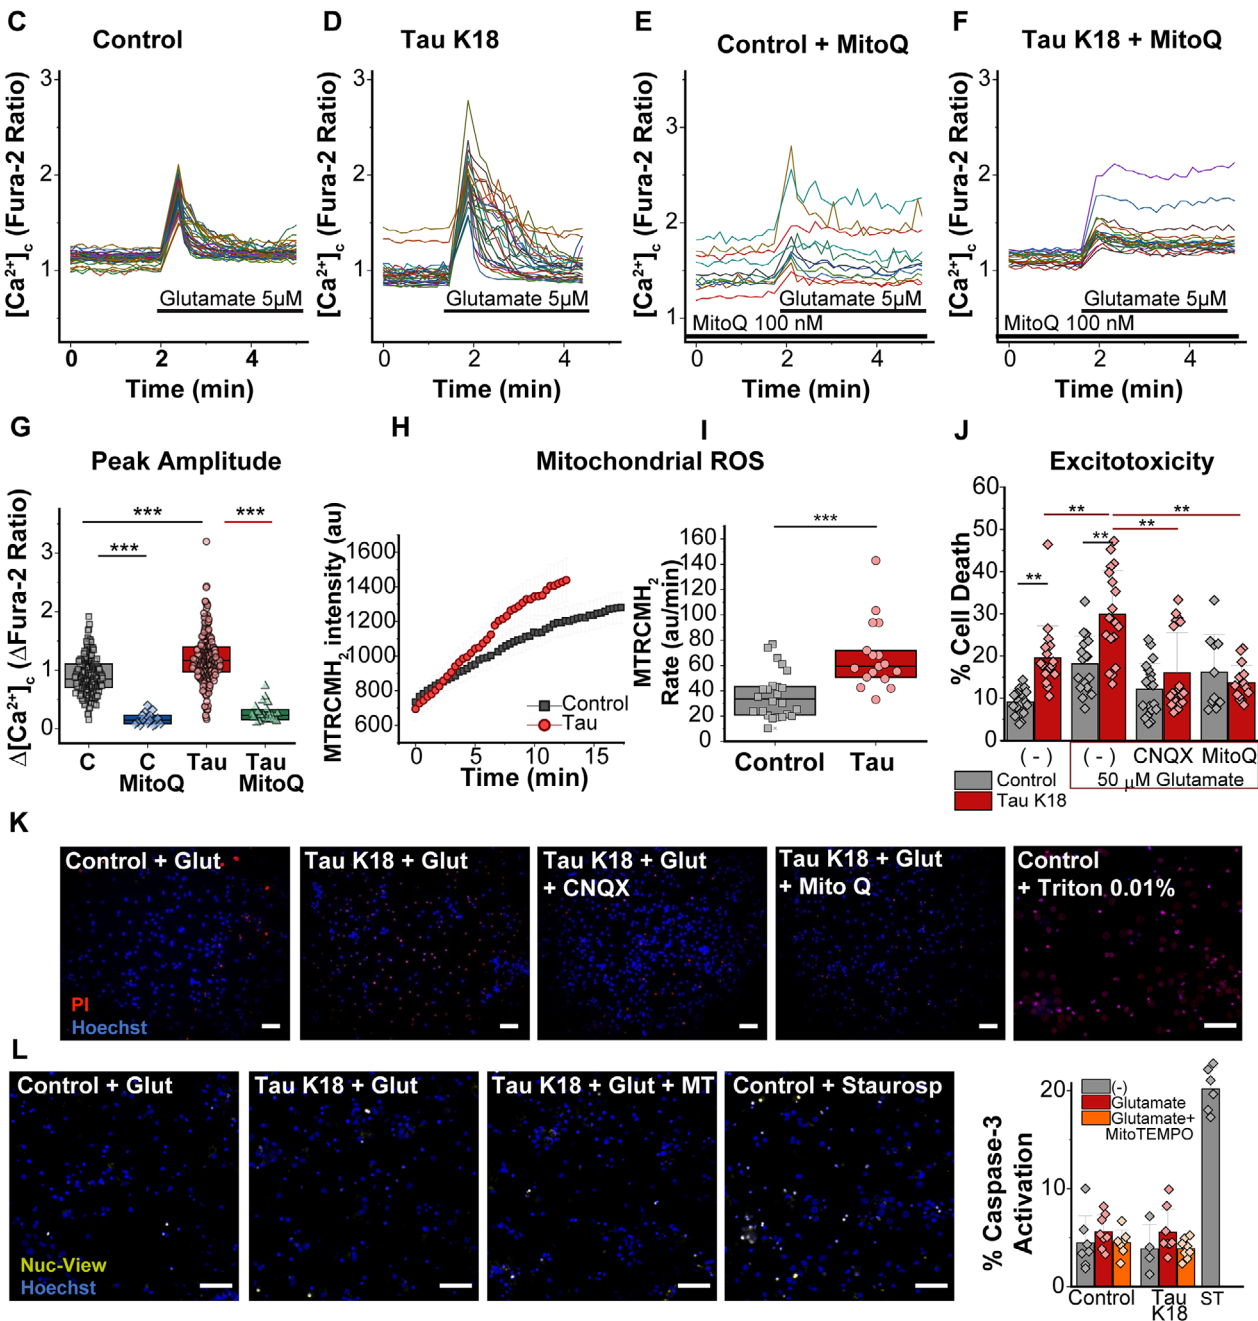 C
Control
D
Tau K18
E
Control + MitoQ
F
Tau K18 + MitoQ
[Ca²⁺]c (Fura-2 Ratio)
3
2
1
Glutamate 5µM
0 2 4
Time (min)
[Ca²⁺]c (Fura-2 Ratio)
3
2
1
Glutamate 5µM
0 2 4
Time (min)
[Ca²⁺]c (Fura-2 Ratio)
3
2
1
Glutamate 5µM
MitoQ 100 nM
0 2 4
Time (min)
[Ca²⁺]c (Fura-2 Ratio)
3
2
1
Glutamate 5µM
MitoQ 100 nM
0 2 4
Time (min)
G
Peak Amplitude
Δ[Ca²⁺]c (ΔFura-2 Ratio)
3
2
1
0
***
***
***
C
C
MitoQ
Tau
Tau
MitoQ
H
I
Mitochondrial ROS
MTRCMH₂ intensity (au)
1600
1400
1200
1000
800
600
Control
Tau
0 5 10 15
Time (min)
MTRCMH₂
Rate (au/min)
160
140
120
100
80
60
40
20
0
***
Control
Tau
J
Excitotoxicity
% Cell Death
60
50
40
30
20
10
0
**
**
**
**
**
(-)
(-)
CNQX
MitoQ
50 µM Glutamate
Control
Tau K18
K
Control + Glut
PI
Hoechst
Tau K18 + Glut
Tau K18 + Glut
+ CNQX
Tau K18 + Glut
+ Mito Q
Control
+ Triton 0.01%
L
Control + Glut
Nuc-View
Hoechst
Tau K18 + Glut
Tau K18 + Glut + MT
Control + Staurosp
% Caspase-3
Activation
20
10
0
(-)
Glutamate
Glutamate+
MitoTEMPO
Control
Tau
K18
ST